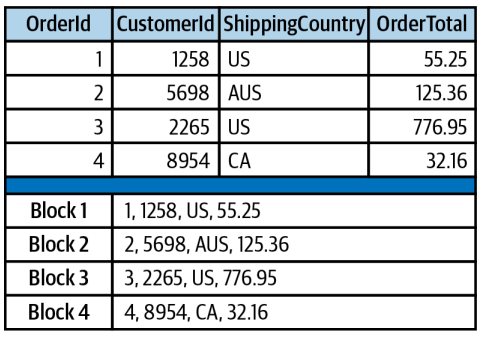 OrderId CustomerId ShippingCountry OrderTotal
1 1258 US 55.25
2 5698 AUS 125.36
3 2265 US 776.95
4 8954 CA 32.16
Block 1 1, 1258, US, 55.25
Block 2 2, 5698, AUS, 125.36
Block 3 3, 2265, US, 776.95
Block 4 4, 8954, CA, 32.16